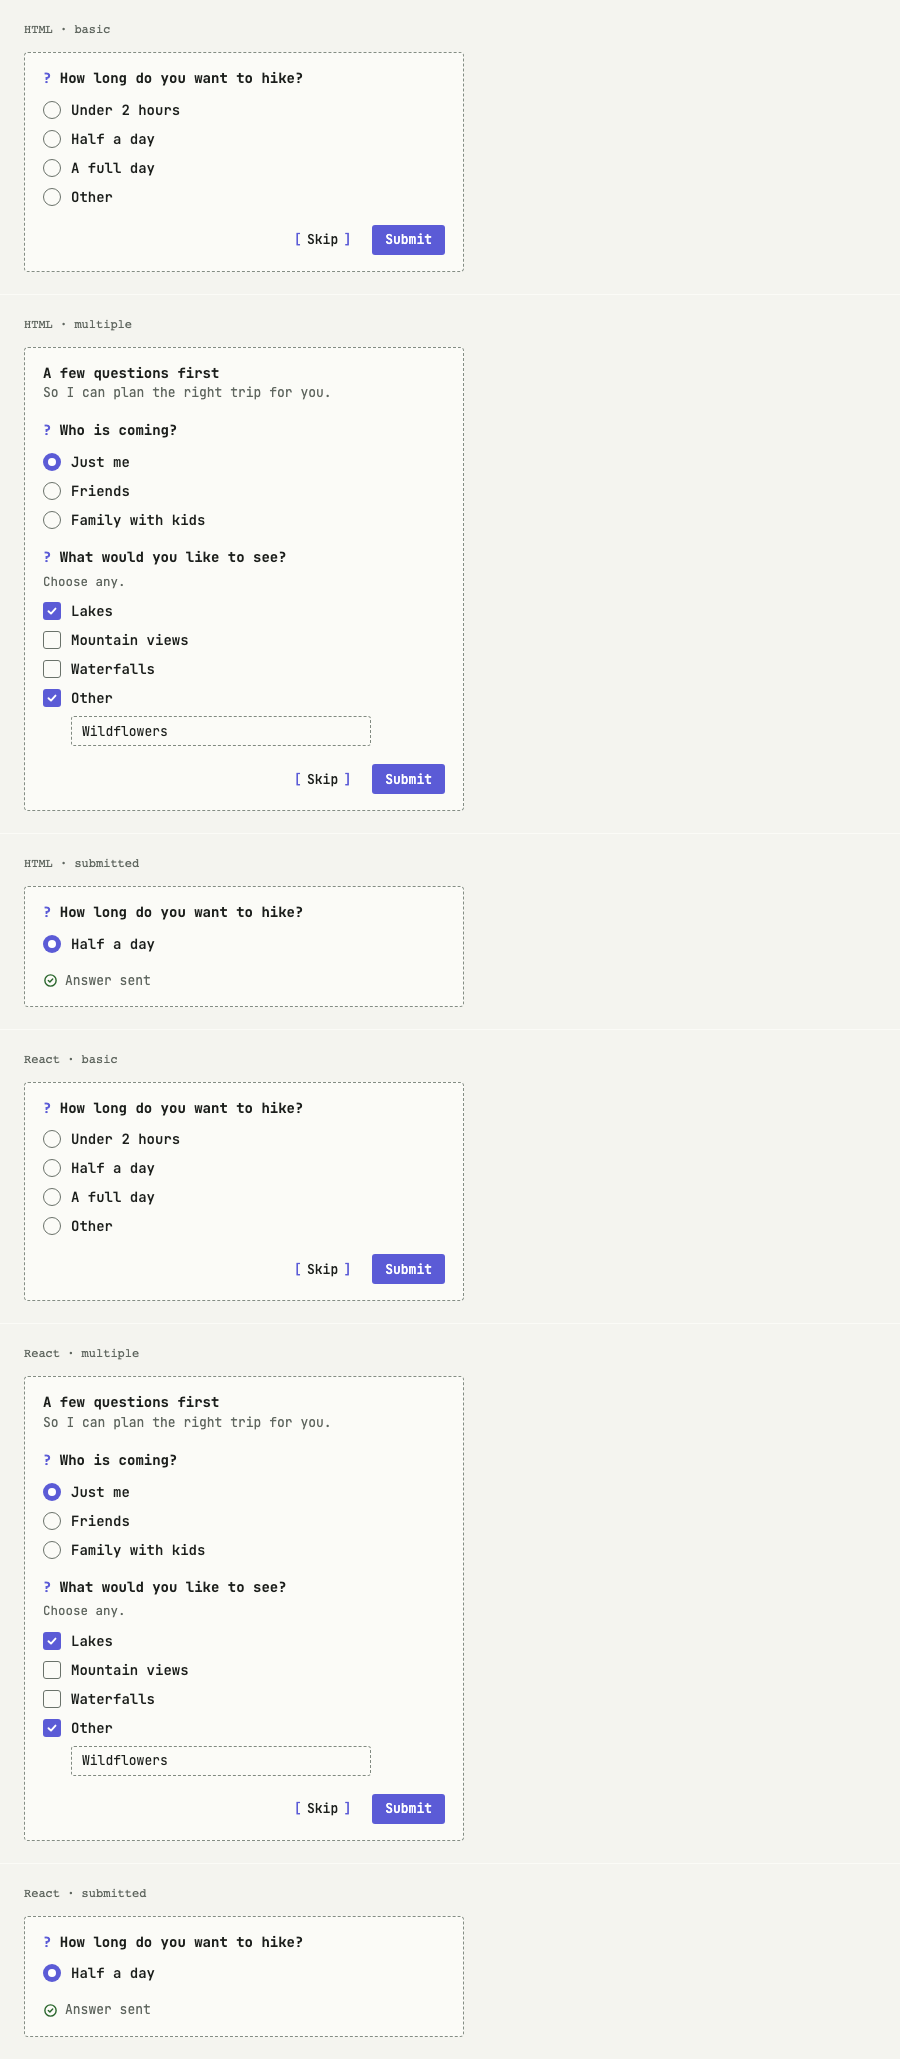 HTML · basic
? How long do you want to hike?
Under 2 hours
Half a day
A full day
Other
[ Skip ] Submit
HTML · multiple
A few questions first
So I can plan the right trip for you.
? Who is coming?
Just me
Friends
Family with kids
? What would you like to see?
Choose any.
Lakes
Mountain views
Waterfalls
Other
Wildflowers
[ Skip ] Submit
HTML · submitted
? How long do you want to hike?
Half a day
Answer sent
React · basic
? How long do you want to hike?
Under 2 hours
Half a day
A full day
Other
[ Skip ] Submit
React · multiple
A few questions first
So I can plan the right trip for you.
? Who is coming?
Just me
Friends
Family with kids
? What would you like to see?
Choose any.
Lakes
Mountain views
Waterfalls
Other
Wildflowers
[ Skip ] Submit
React · submitted
? How long do you want to hike?
Half a day
Answer sent